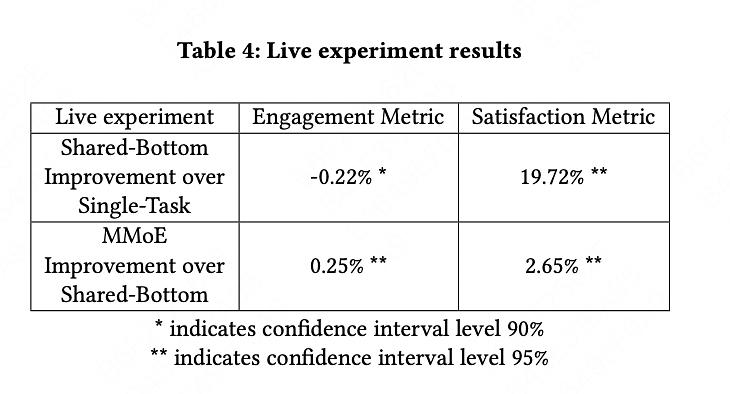 Table 4: Live experiment results
Live experiment Engagement Metric Satisfaction Metric
Shared-Bottom
Improvement over
Single-Task
-0.22% *
19.72% **
MMoE
Improvement over
Shared-Bottom
0.25% **
2.65% **
* indicates confidence interval level 90%
** indicates confidence interval level 95%